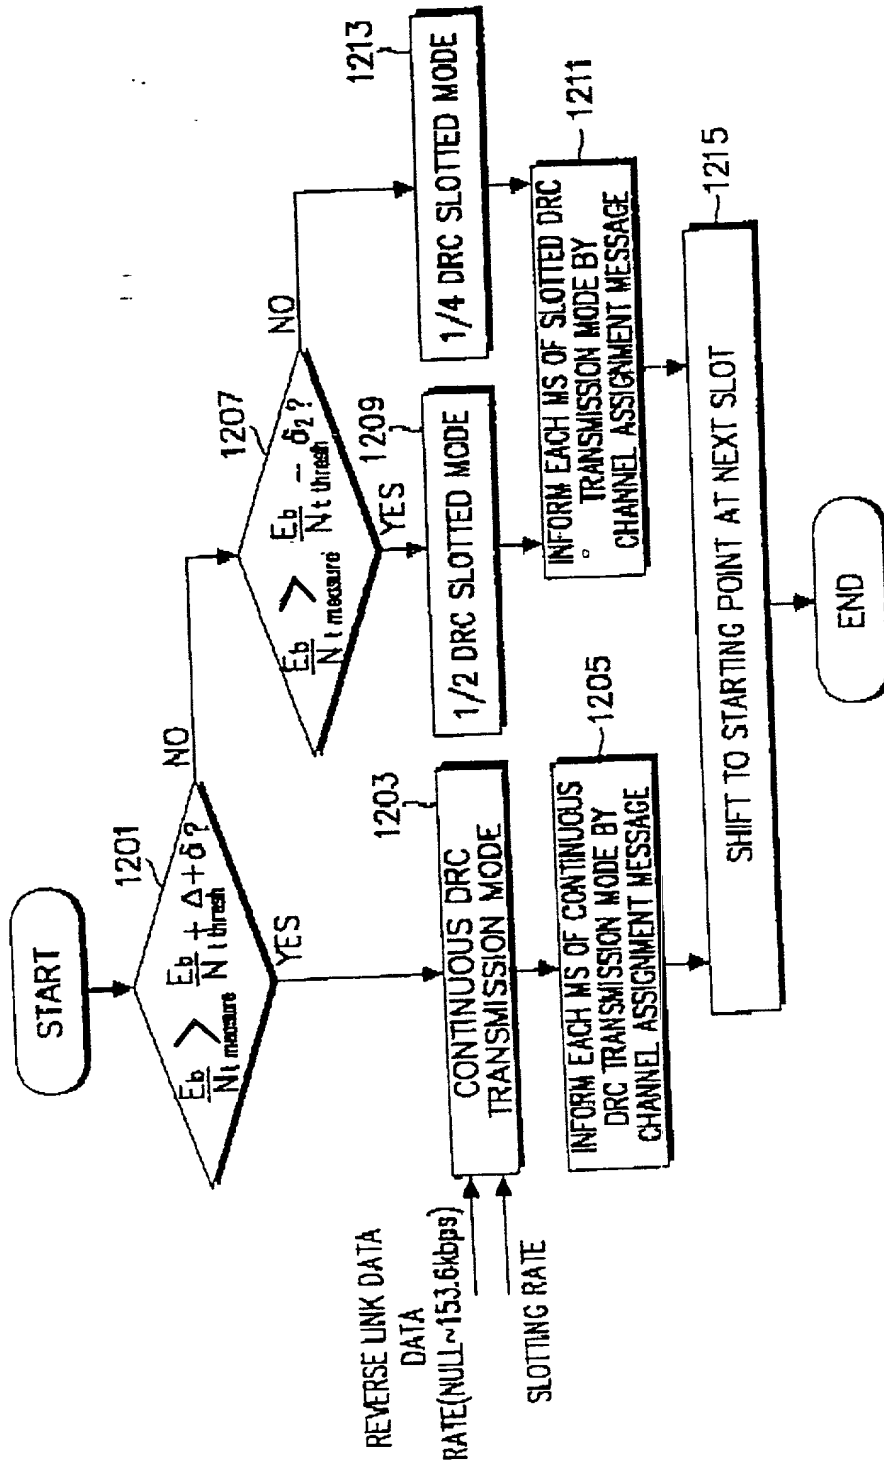 START
1201
Eb/Nt measure > Eb/Nt thresh + Δ + δ ?
NO
YES
1207
Eb/Nt measure > Eb/Nt thresh - δ2 ?
NO
YES
REVERSE LINK DATA
DATA
RATE(NULL~153.6kbps)
SLOTTING RATE
1203
CONTINUOUS DRC
TRANSMISSION MODE
1209
1/2 DRC SLOTTED MODE
1213
1/4 DRC SLOTTED MODE
1205
INFORM EACH MS OF CONTINUOUS
DRC TRANSMISSION MODE BY
CHANNEL ASSIGNMENT MESSAGE
1211
INFORM EACH MS OF SLOTTED DRC
TRANSMISSION MODE BY
CHANNEL ASSIGNMENT MESSAGE
1215
SHIFT TO STARTING POINT AT NEXT SLOT
END